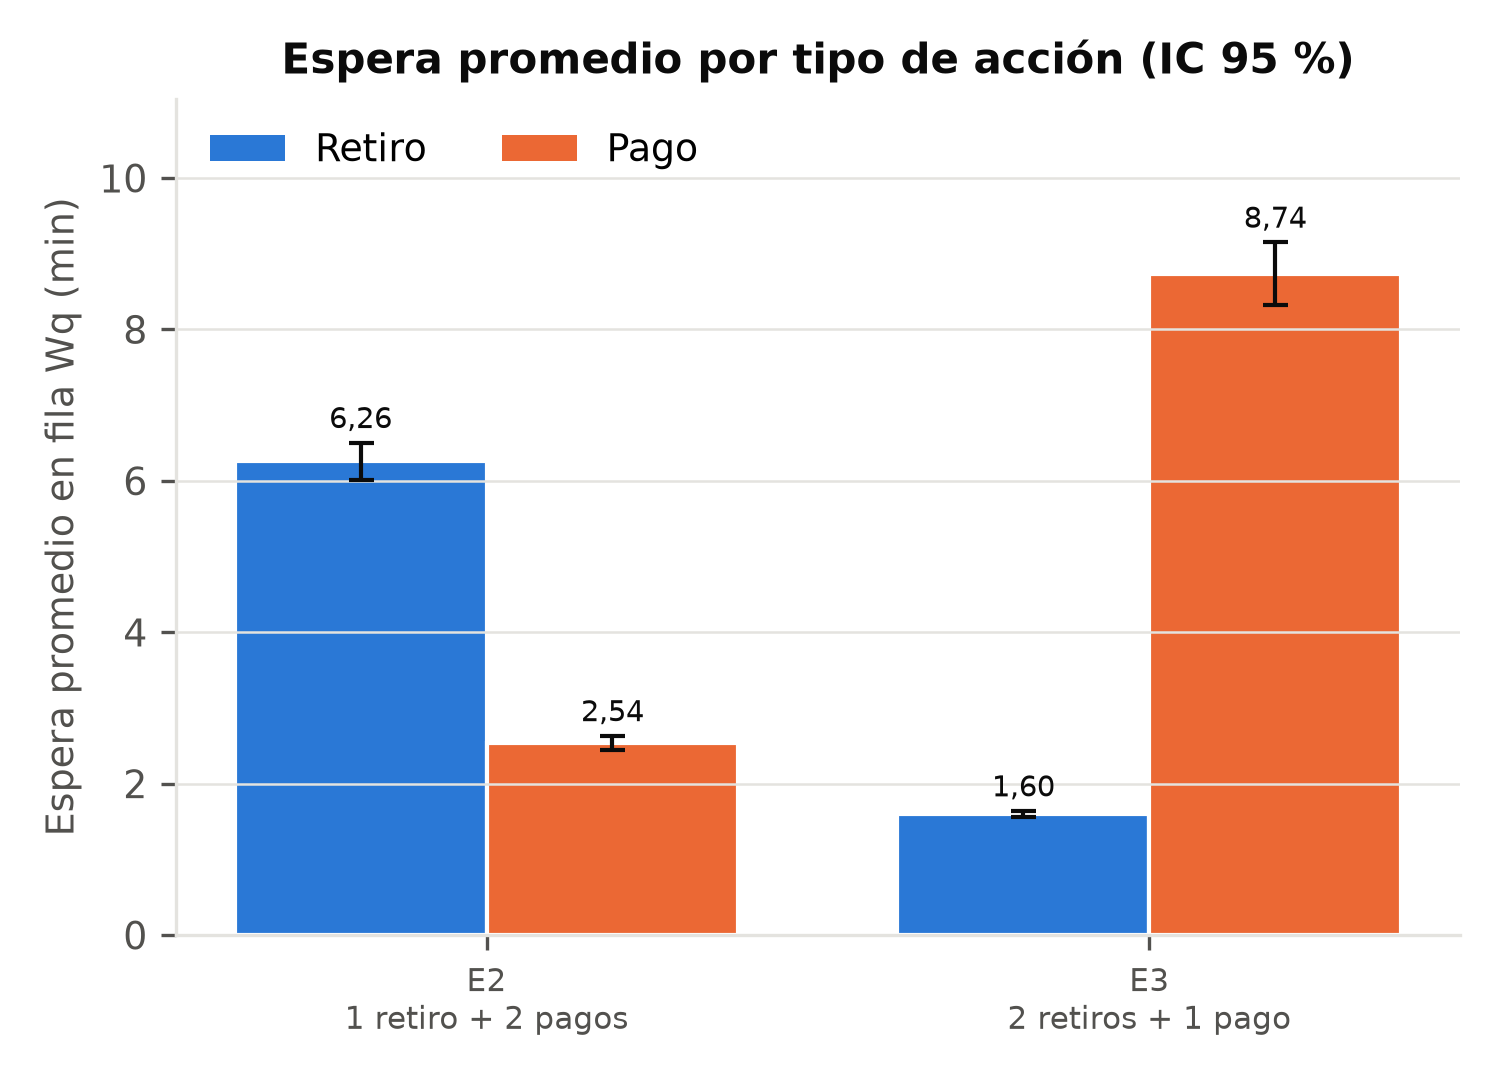 Espera promedio por tipo de acción (IC 95 %)
Retiro
Pago
Espera promedio en fila Wq (min)
10
8
6
4
2
0
6,26
2,54
1,60
8,74
E2
1 retiro + 2 pagos
E3
2 retiros + 1 pago